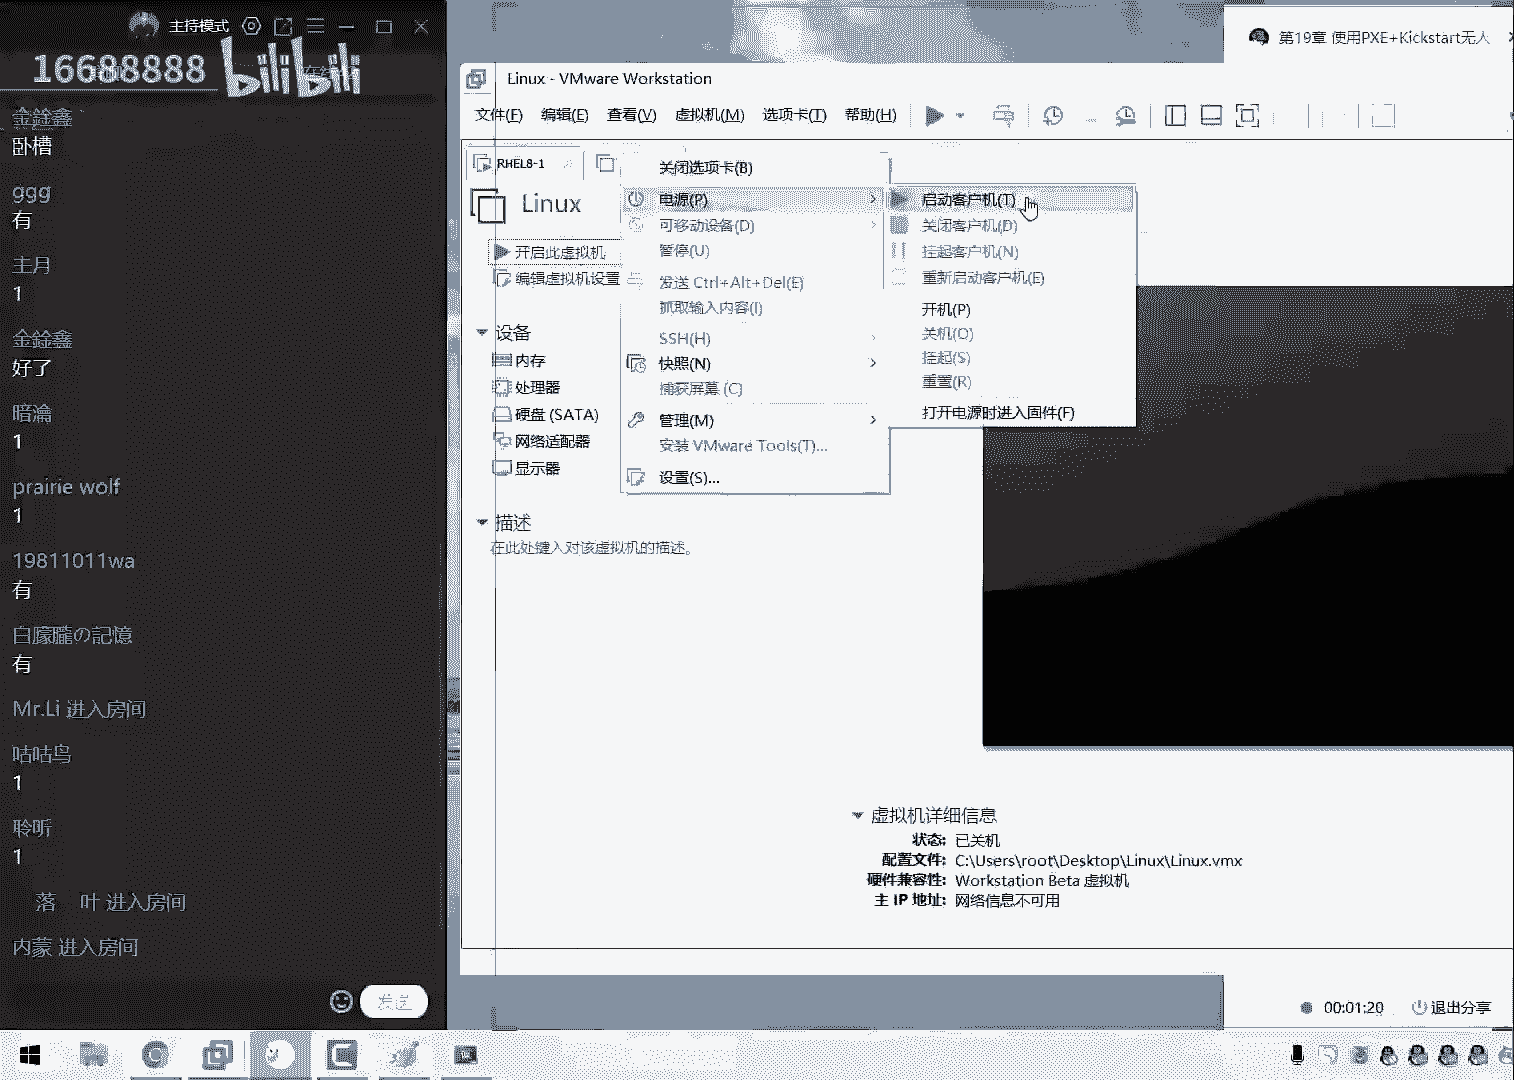 主持模式
16688888 bilibili
金銓鑫
卧槽
ggg
有
主月
1
金銓鑫
好了
暗瀹
1
prairie wolf
1
19811011wa
有
白朦朧の記憶
有
Mr.Li 进入房间
咕咕鸟
1
聆听
1
落 叶 进入房间
内蒙 进入房间
发送
第19章 使用PXE+Kickstart无人
Linux - VMware Workstation
文件(F) 编辑(E) 查看(V) 虚拟机(M) 选项卡(T) 帮助(H)
RHEL8-1
Linux
开启此虚拟机
编辑虚拟机设置
设备
内存
处理器
硬盘 (SATA)
网络适配器
显示器
描述
在此处键入对该虚拟机的描述。
关闭选项卡(B)
电源(P)
可移动设备(D)
暂停(U)
发送 Ctrl+Alt+Del(E)
抓取输入内容(I)
SSH(H)
快照(N)
捕获屏幕 (C)
管理(M)
安装 VMware Tools(T)...
设置(S)...
启动客户机(T)
关闭客户机(D)
挂起客户机(N)
重新启动客户机(E)
开机(P)
关机(O)
挂起(S)
重置(R)
打开电源时进入固件(F)
虚拟机详细信息
状态: 已关机
配置文件: C:\Users\root\Desktop\Linux\Linux.vmx
硬件兼容性: Workstation Beta 虚拟机
主 IP 地址: 网络信息不可用
00:01:20 退出分享